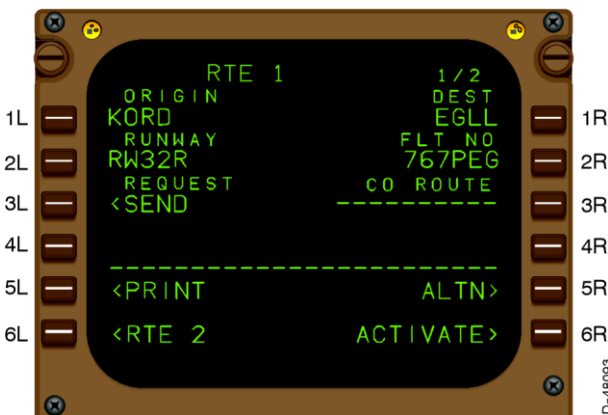 RTE 1 1/2
ORIGIN DEST
1L KORD EGLL 1R
RUNWAY FLT NO
2L RW32R 767PEG 2R
REQUEST CO ROUTE
3L <SEND ---------- 3R
4L 4R
------------------------
5L <PRINT ALTN> 5R
6L <RTE 2 ACTIVATE> 6R
D-48093